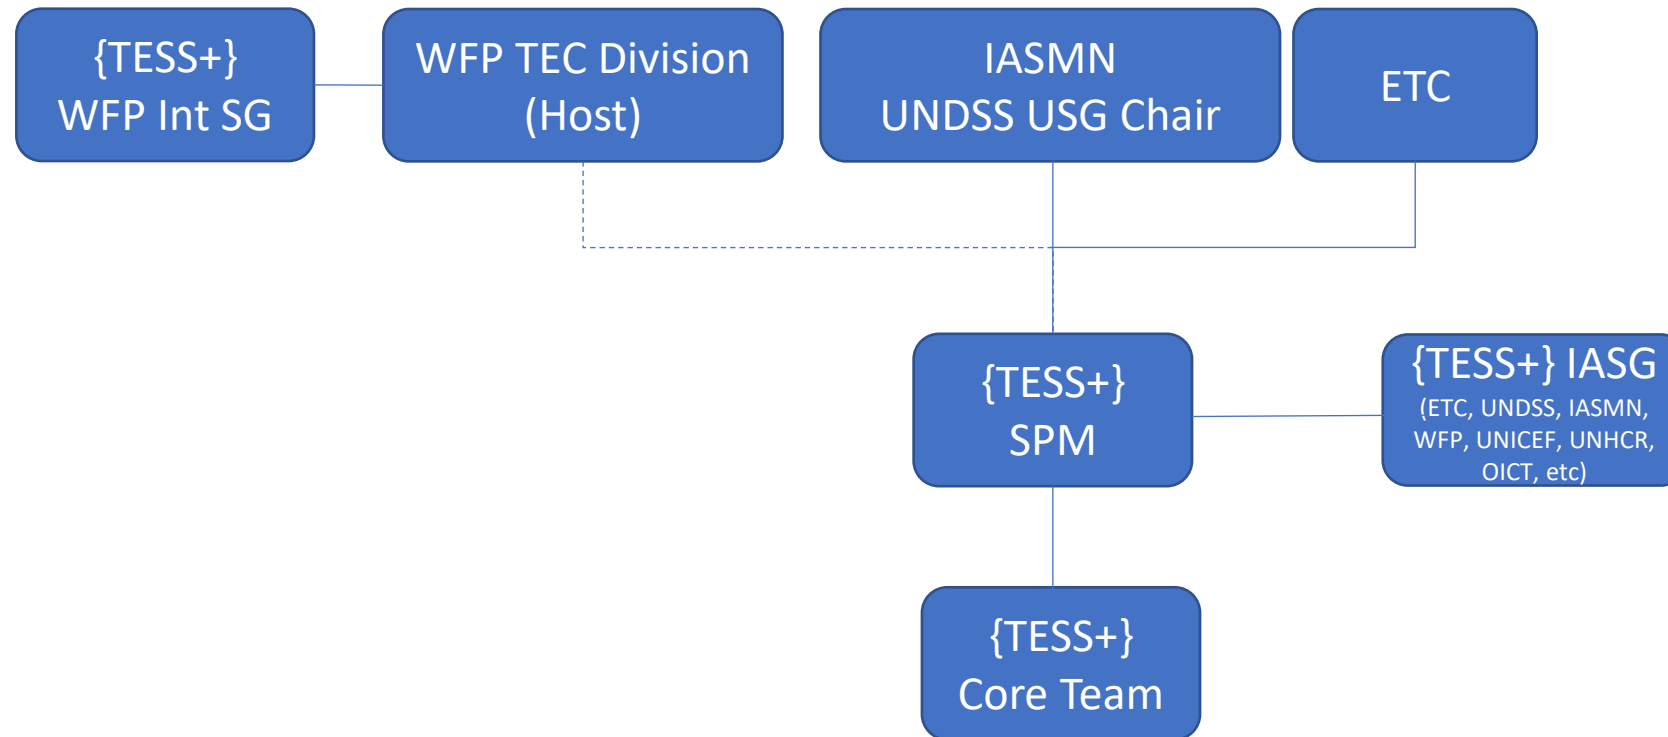 {TESS+}
WFP Int SG
WFP TEC Division
(Host)
IASMN
UNDSS USG Chair
ETC
{TESS+}
SPM
{TESS+} IASG
(ETC, UNDSS, IASMN,
WFP, UNICEF, UNHCR,
OICT, etc)
{TESS+}
Core Team